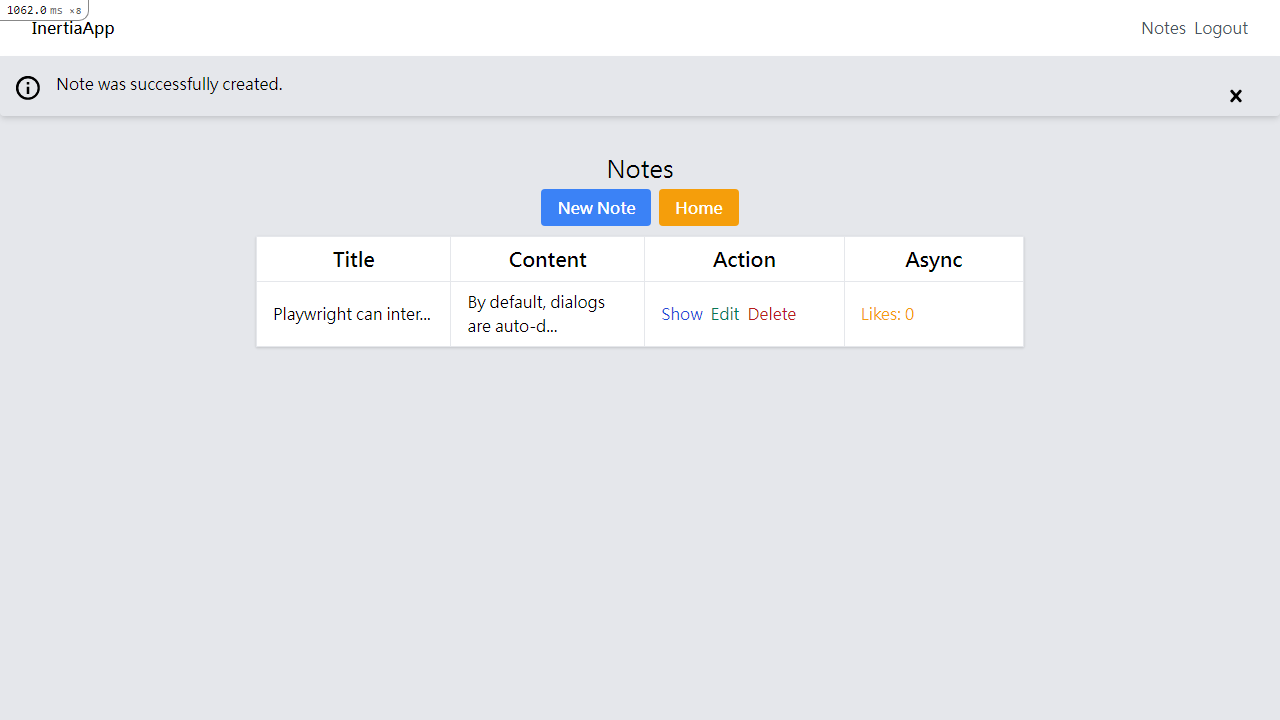 1062.0 ms ×8
InertiaApp
Notes Logout
Note was successfully created.
Notes
New Note Home
Title Content Action Async
Playwright can inter... By default, dialogs
are auto-d... Show Edit Delete Likes: 0